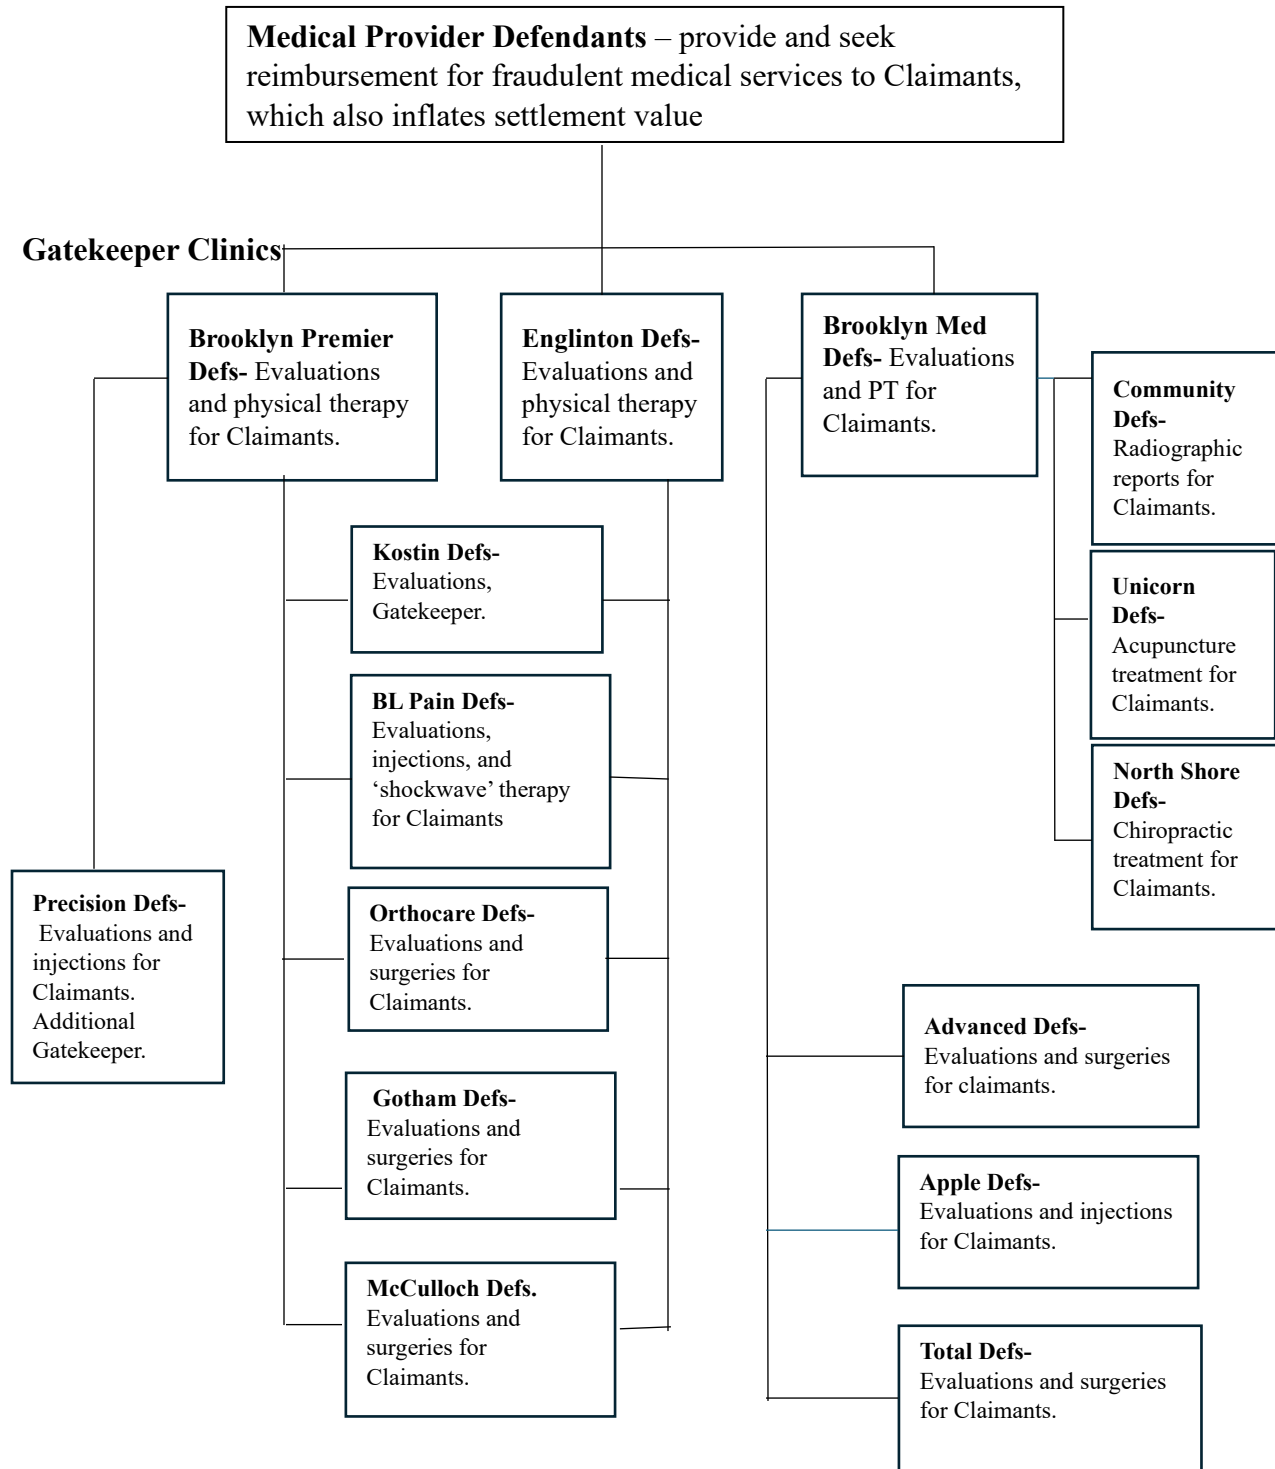 Medical Provider Defendants – provide and seek
reimbursement for fraudulent medical services to Claimants,
which also inflates settlement value
Gatekeeper Clinics
Brooklyn Premier
Defs- Evaluations
and physical therapy
for Claimants.
Englinton Defs-
Evaluations and
physical therapy
for Claimants.
Brooklyn Med
Defs- Evaluations
and PT for
Claimants.
Community
Defs-
Radiographic
reports for
Claimants.
Kostin Defs-
Evaluations,
Gatekeeper.
Unicorn
Defs-
Acupuncture
treatment for
Claimants.
BL Pain Defs-
Evaluations,
injections, and
‘shockwave’ therapy
for Claimants
North Shore
Defs-
Chiropractic
treatment for
Claimants.
Precision Defs-
Evaluations and
injections for
Claimants.
Additional
Gatekeeper.
Orthocare Defs-
Evaluations and
surgeries for
Claimants.
Advanced Defs-
Evaluations and surgeries
for claimants.
Gotham Defs-
Evaluations and
surgeries for
Claimants.
Apple Defs-
Evaluations and injections
for Claimants.
McCulloch Defs.
Evaluations and
surgeries for
Claimants.
Total Defs-
Evaluations and surgeries
for Claimants.